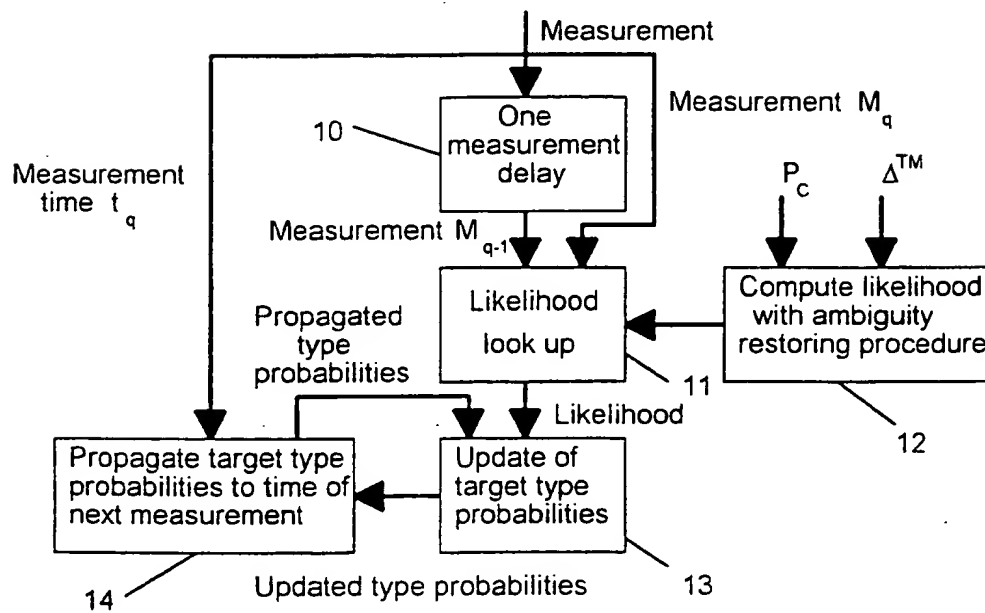 Measurement
One
measurement
delay
10
Measurement M_q
Measurement
time t_q
P_C
Δ^TM
Measurement M_q-1
Likelihood
look up
11
Compute likelihood
with ambiguity
restoring procedure
12
Propagated
type
probabilities
Likelihood
Propagate target type
probabilities to time of
next measurement
14
Update of
target type
probabilities
13
Updated type probabilities